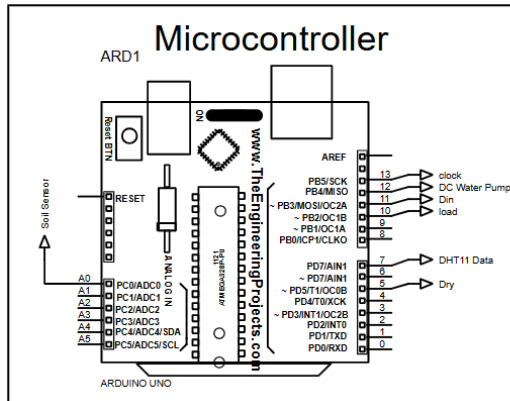 Microcontroller
ARD1
Reset BTN
ON
www.TheEngineeringProjects.com
ANALOG IN
ATMEGA328P-PU
1121
Soil Sensor
RESET
A0 PC0/ADC0
A1 PC1/ADC1
A2 PC2/ADC2
A3 PC3/ADC3
A4 PC4/ADC4/SDA
A5 PC5/ADC5/SCL
AREF
PB5/SCK 13 clock
PB4/MISO 12 DC Water Pump
~ PB3/MOSI/OC2A 11 Din
~ PB2/OC1B 10 load
~ PB1/OC1A 9
PB0/ICP1/CLKO 8
PD7/AIN1 7 DHT11 Data
~ PD7/AIN1 6
~ PD5/T1/OC0B 5 Dry
PD4/T0/XCK 4
~ PD3/INT1/OC2B 3
PD2/INT0 2
PD1/TXD 1
PD0/RXD 0
ARDUINO UNO